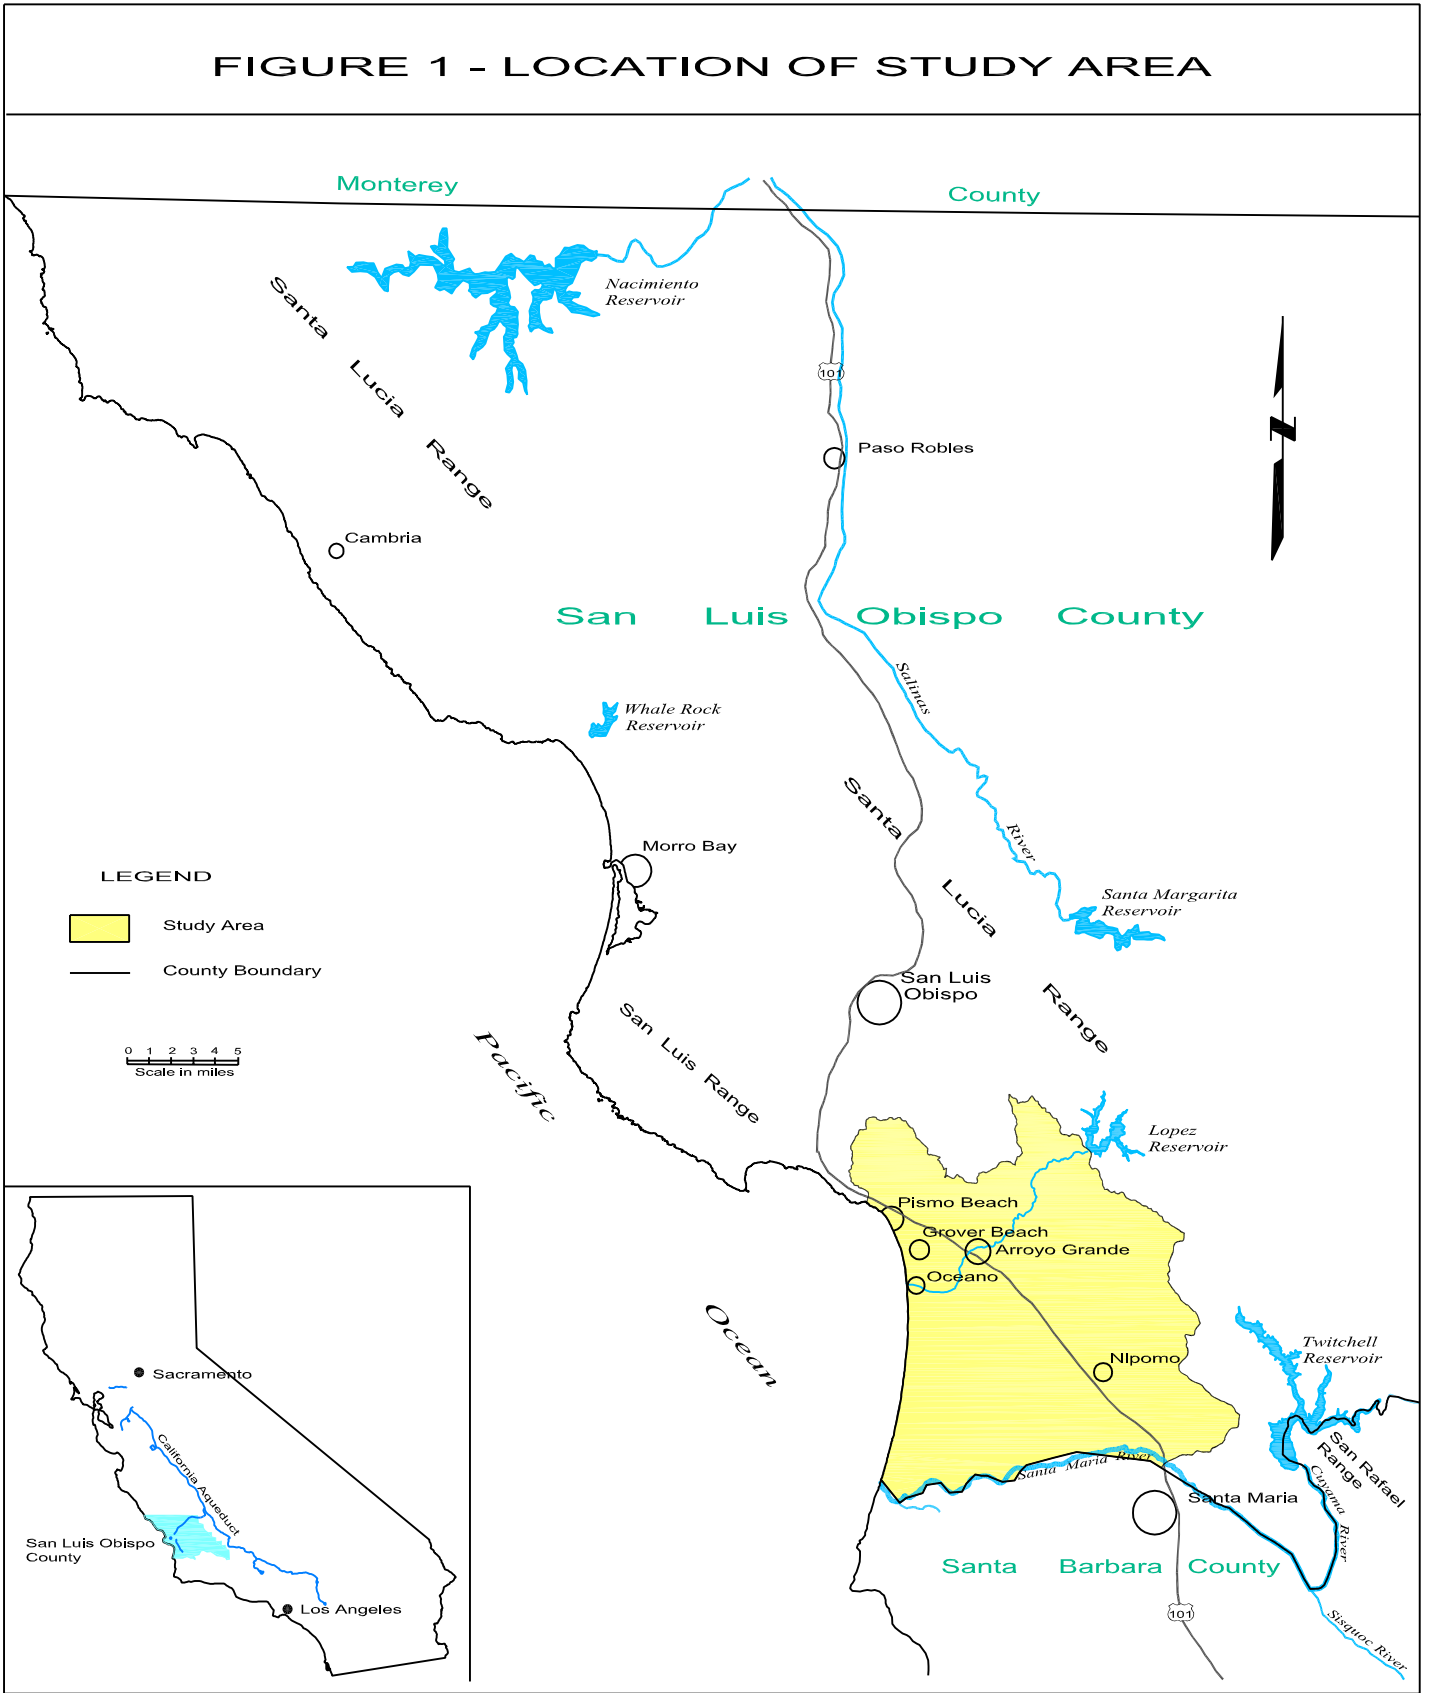 FIGURE 1 - LOCATION OF STUDY AREA
Monterey County
Nacimiento
Reservoir
Santa Lucia Range
101
Paso Robles
N
Cambria
San Luis Obispo County
Salinas River
Whale Rock
Reservoir
Santa Lucia Range
Morro Bay
LEGEND
Study Area
County Boundary
0 1 2 3 4 5
Scale in miles
Santa Margarita
Reservoir
San Luis
Obispo
San Luis Range
Pacific Ocean
Lopez
Reservoir
Pismo Beach
Grover Beach
Arroyo Grande
Oceano
NIpomo
Twitchell
Reservoir
San Rafael
Range
Cuyama River
Santa Maria River
Santa Maria
Santa Barbara County
101
Sisquoc River
Sacramento
California Aqueduct
San Luis Obispo
County
Los Angeles